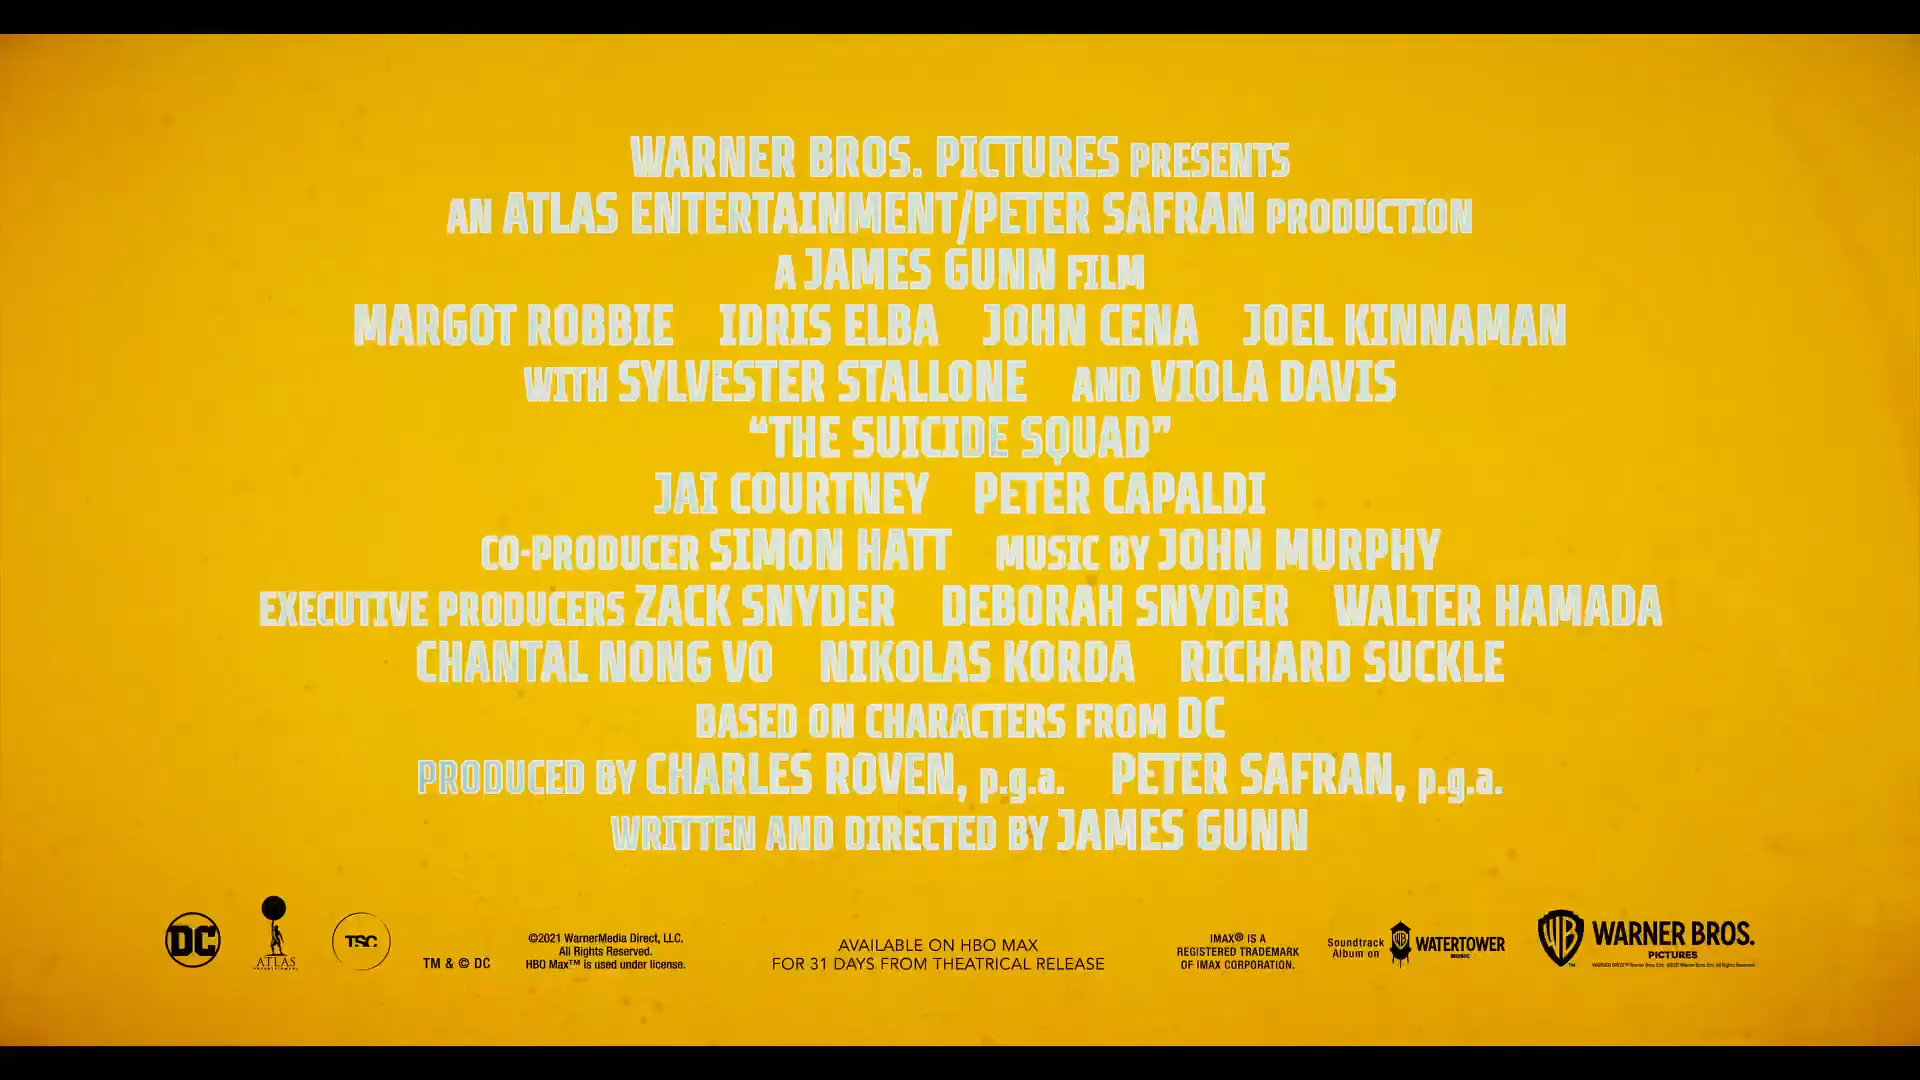 WARNER BROS. PICTURES PRESENTS
AN ATLAS ENTERTAINMENT/PETER SAFRAN PRODUCTION
A JAMES GUNN FILM
MARGOT ROBBIE IDRIS ELBA JOHN CENA JOEL KINNAMAN
WITH SYLVESTER STALLONE AND VIOLA DAVIS
“THE SUICIDE SQUAD”
JAI COURTNEY PETER CAPALDI
CO-PRODUCER SIMON HATT MUSIC BY JOHN MURPHY
EXECUTIVE PRODUCERS ZACK SNYDER DEBORAH SNYDER WALTER HAMADA
CHANTAL NONG VO NIKOLAS KORDA RICHARD SUCKLE
BASED ON CHARACTERS FROM DC
PRODUCED BY CHARLES ROVEN, p.g.a. PETER SAFRAN, p.g.a.
WRITTEN AND DIRECTED BY JAMES GUNN
DC
ATLAS
ENTERTAINMENT
TSC
TM & © DC
©2021 WarnerMedia Direct, LLC.
All Rights Reserved.
HBO Max™ is used under license.
AVAILABLE ON HBO MAX
FOR 31 DAYS FROM THEATRICAL RELEASE
IMAX® IS A
REGISTERED TRADEMARK
OF IMAX CORPORATION.
Soundtrack
Album on
WATERTOWER
MUSIC
WB
WARNER BROS.
PICTURES